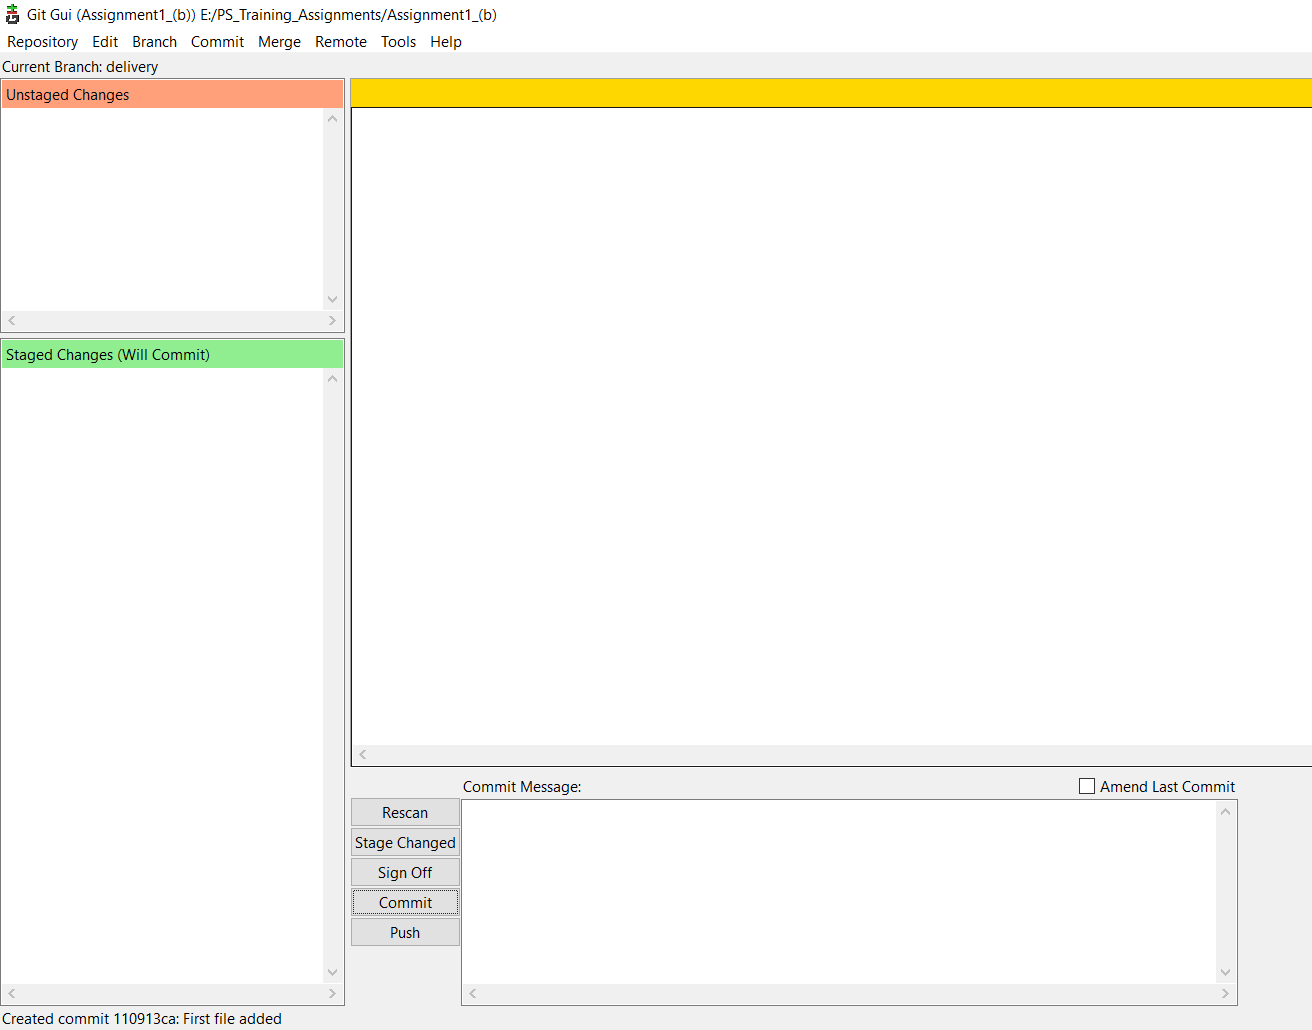 Git Gui (Assignment1_(b)) E:/PS_Training_Assignments/Assignment1_(b)
Repository Edit Branch Commit Merge Remote Tools Help
Current Branch: delivery
Unstaged Changes
Staged Changes (Will Commit)
Commit Message:
Amend Last Commit
Rescan
Stage Changed
Sign Off
Commit
Push
Created commit 110913ca: First file added